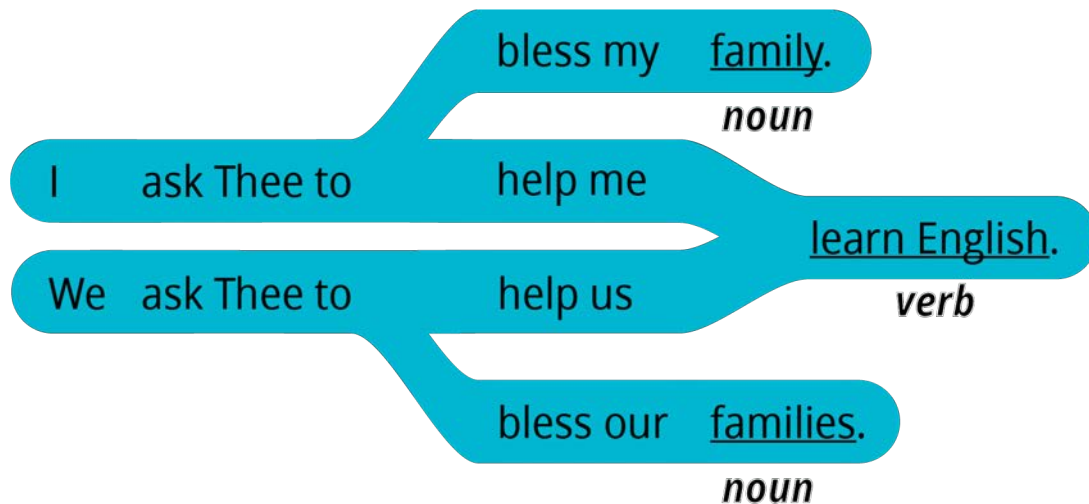 bless my family.
noun
I ask Thee to help me
learn English.
We ask Thee to help us
verb
bless our families.
noun